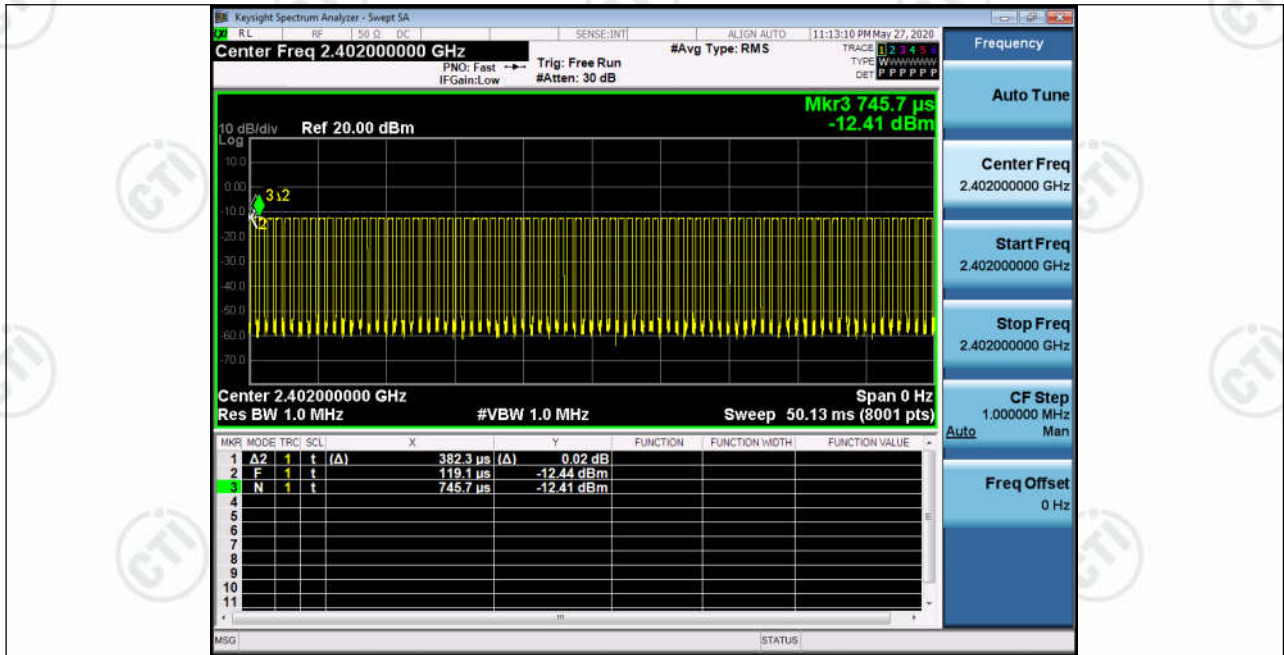 Keysight Spectrum Analyzer - Swept SA
RL RF 50 Ω DC SENSE:INT ALIGN AUTO 11:13:10 PM May 27, 2020
Center Freq 2.402000000 GHz #Avg Type: RMS TRACE 1 2 3 4 5 6
PNO: Fast Trig: Free Run TYPE WWWWWW
IFGain:Low #Atten: 30 dB DET P P P P P P
Mkr3 745.7 µs
10 dB/div Ref 20.00 dBm -12.41 dBm
Log
10.0
0.00
3Δ2
-10.0
2
-20.0
-30.0
-40.0
-50.0
-60.0
-70.0
Center 2.402000000 GHz Span 0 Hz
Res BW 1.0 MHz #VBW 1.0 MHz Sweep 50.13 ms (8001 pts)
MKR MODE TRC SCL X Y FUNCTION FUNCTION WIDTH FUNCTION VALUE
1 Δ2 1 t (Δ) 382.3 µs (Δ) 0.02 dB
2 F 1 t 119.1 µs -12.44 dBm
3 N 1 t 745.7 µs -12.41 dBm
4
5
6
7
8
9
10
11
MSG STATUS
Frequency
Auto Tune
Center Freq
2.402000000 GHz
Start Freq
2.402000000 GHz
Stop Freq
2.402000000 GHz
CF Step
1.000000 MHz
Auto Man
Freq Offset
0 Hz
CTI
CTI
CTI
CTI
CTI
CTI